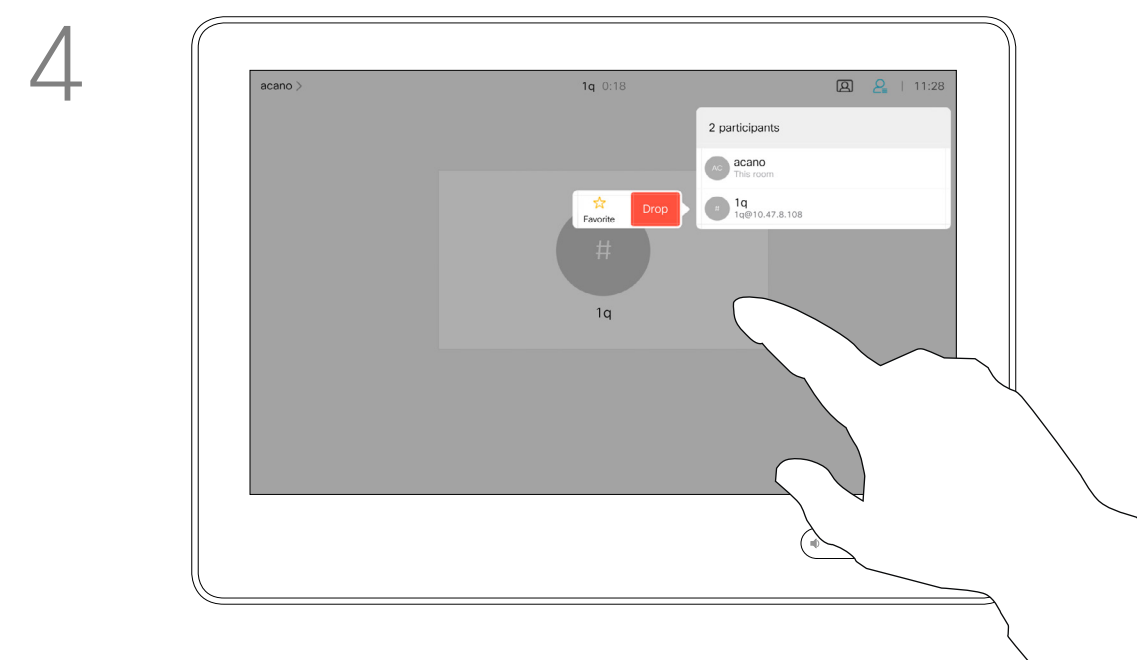 4
acano >
1q 0:18
| 11:28
2 participants
AC
acano
This room
Favorite
Drop
#
1q
1q@10.47.8.108
#
1q